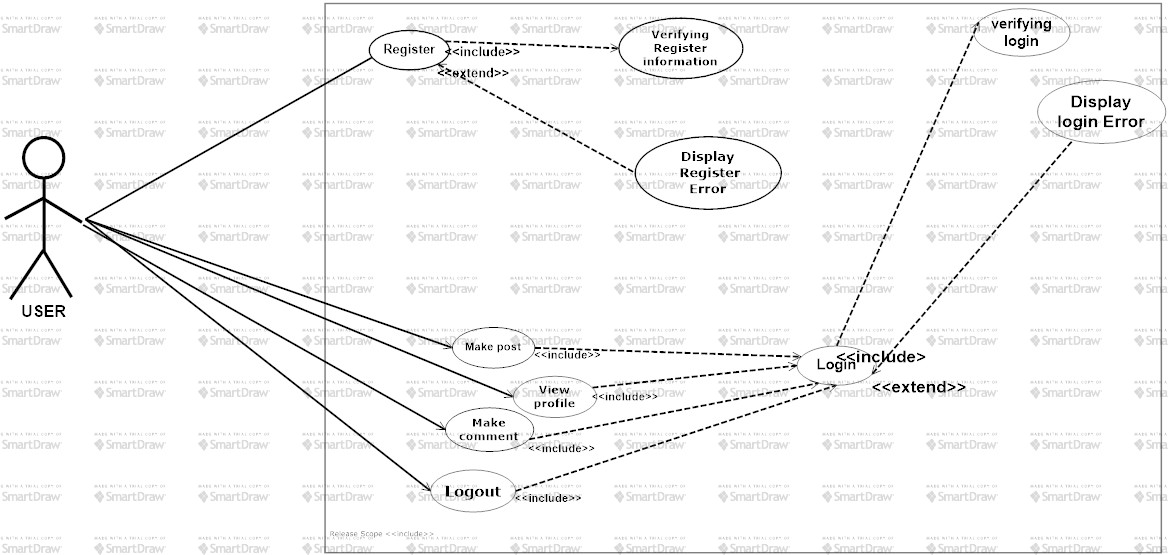 verifying
login
Register
<<include>>
Verifying
Register
information
<<extend>>
Display
login Error
Display
Register
Error
USER
Make post
<<include>>
<<include>
Login
View
profile
<<include>>
<<extend>>
Make
comment
<<include>>
Logout
<<include>>
Release Scope <<include>>
SmartDraw